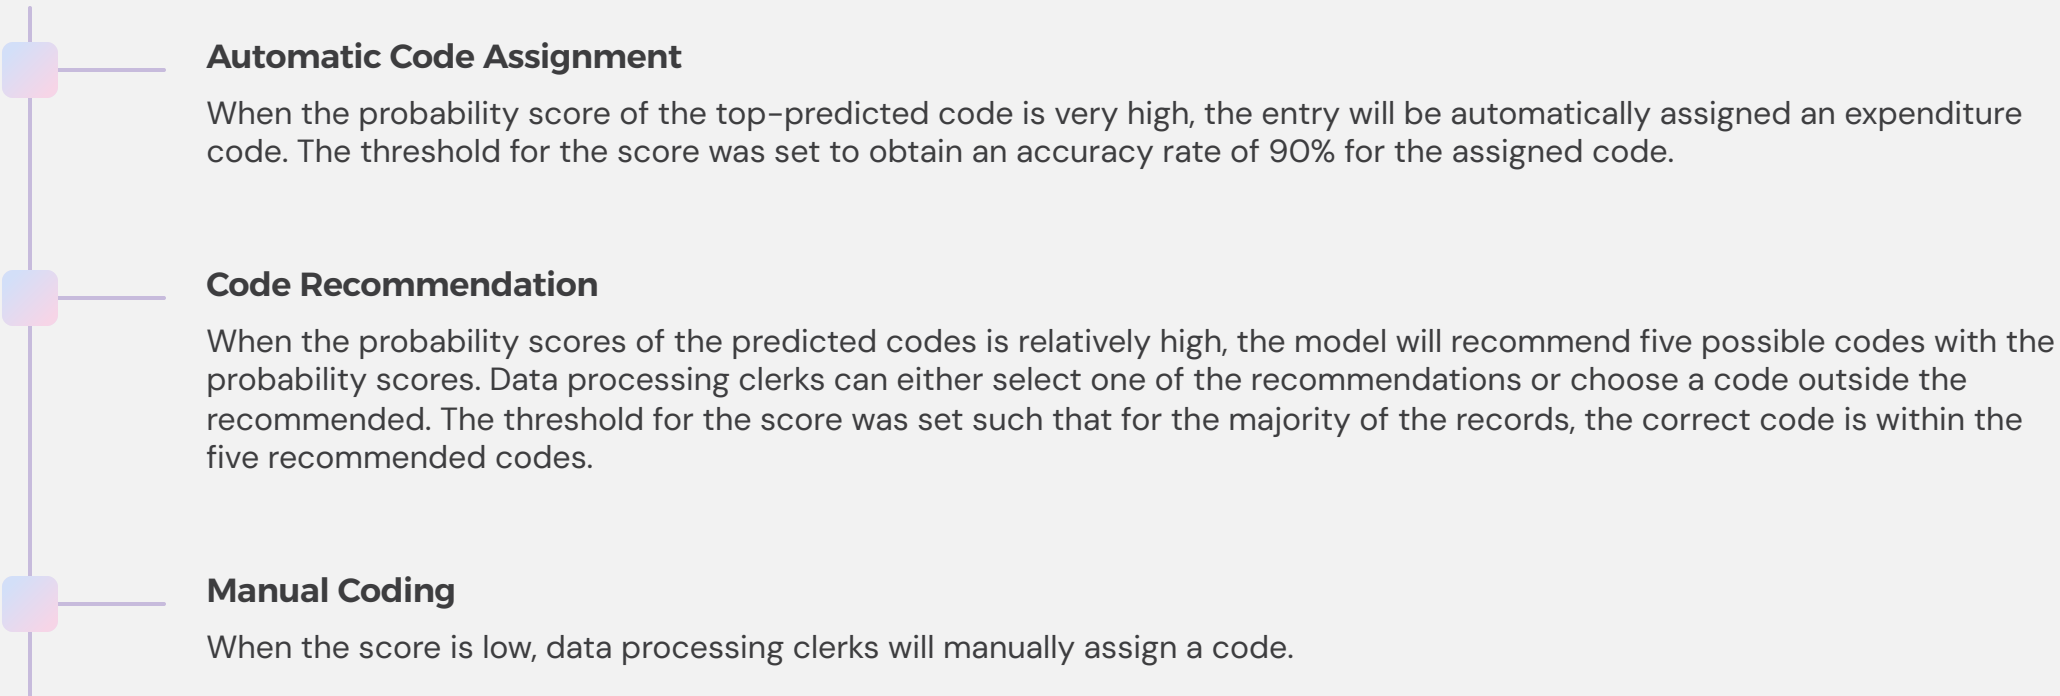 Automatic Code Assignment
When the probability score of the top-predicted code is very high, the entry will be automatically assigned an expenditure
code. The threshold for the score was set to obtain an accuracy rate of 90% for the assigned code.
Code Recommendation
When the probability scores of the predicted codes is relatively high, the model will recommend five possible codes with the
probability scores. Data processing clerks can either select one of the recommendations or choose a code outside the
recommended. The threshold for the score was set such that for the majority of the records, the correct code is within the
five recommended codes.
Manual Coding
When the score is low, data processing clerks will manually assign a code.